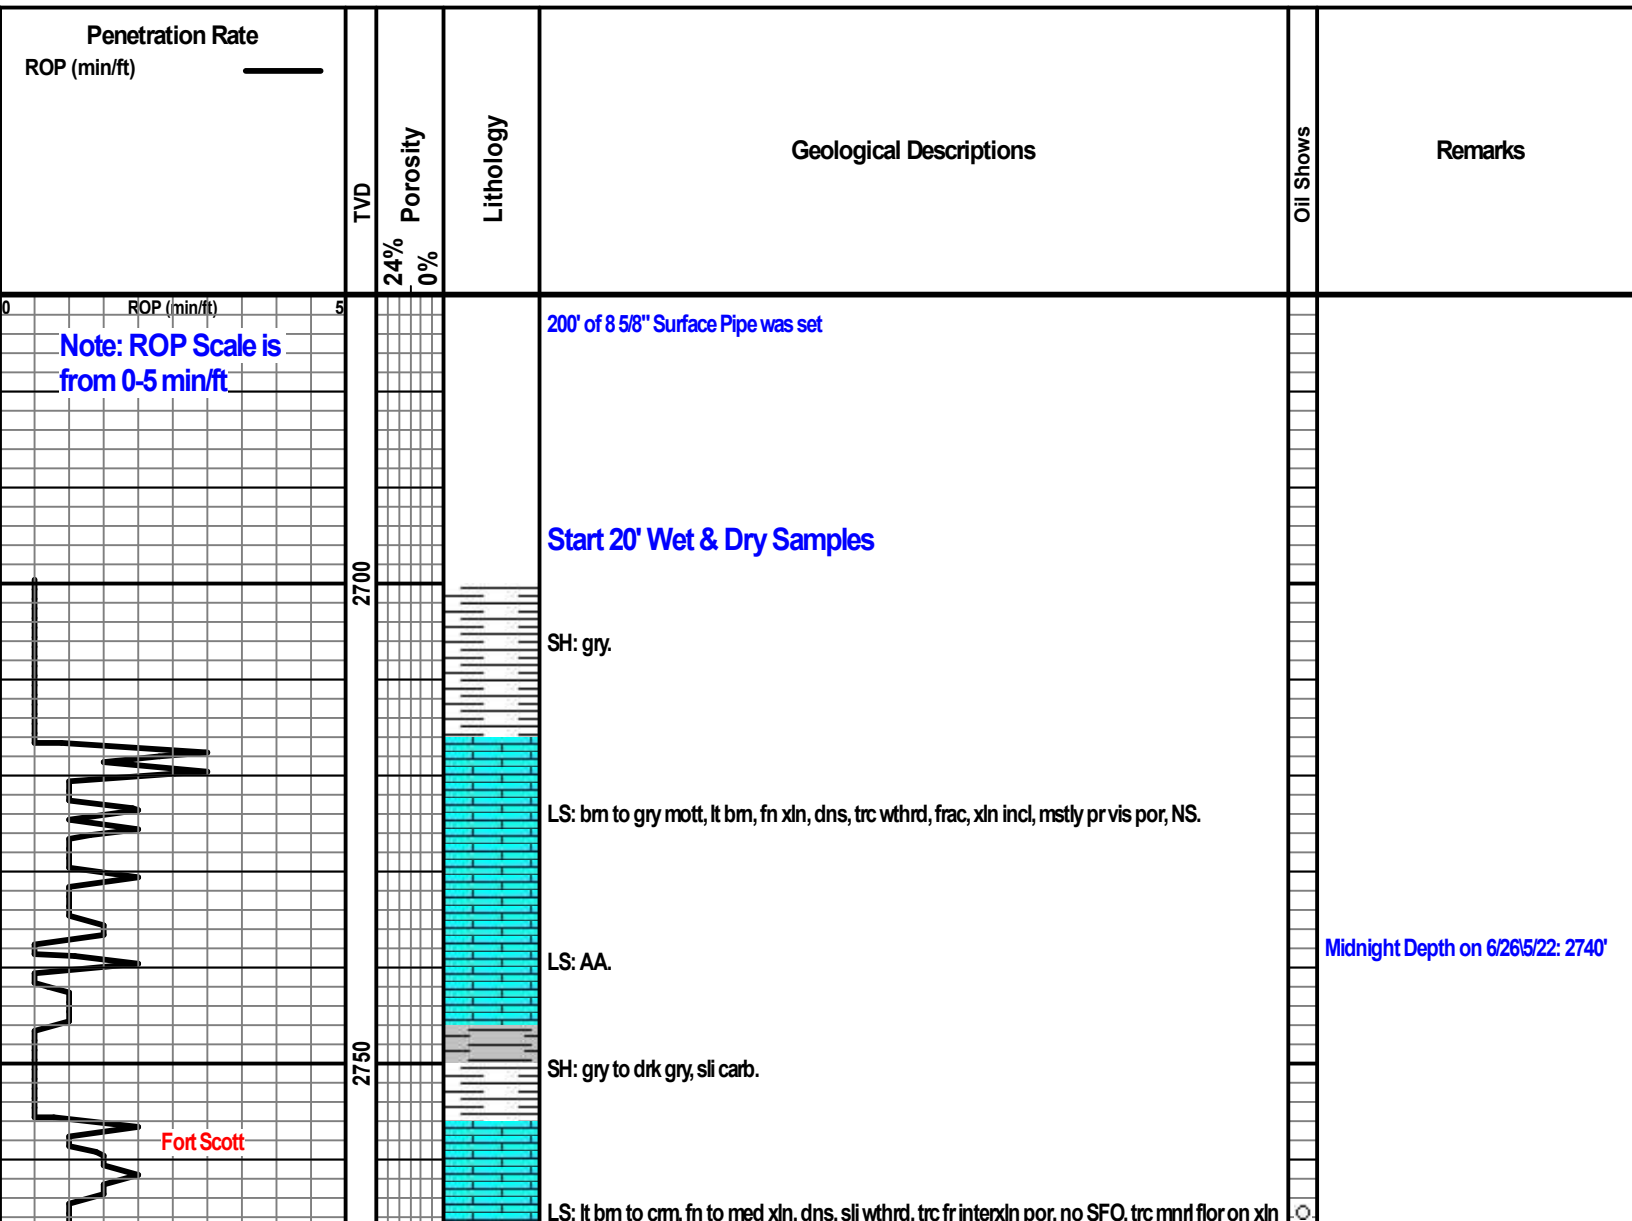 Penetration Rate
ROP (min/ft)
TVD
Porosity
24%
0%
Lithology
Geological Descriptions
Oil Shows
Remarks
0 ROP (min/ft) 5
Note: ROP Scale is
from 0-5 min/ft
200' of 8 5/8" Surface Pipe was set
Start 20' Wet & Dry Samples
2700
SH: gry.
LS: brn to gry mott, lt brn, fn xln, dns, trc wthrd, frac, xln incl, mstly pr vis por, NS.
Midnight Depth on 6/26\5/22: 2740'
LS: AA.
2750
SH: gry to drk gry, sli carb.
Fort Scott
LS: lt brn to crm, fn to med xln, dns, sli wthrd, trc fr interxln por, no SFO, trc mnrl flor on xln